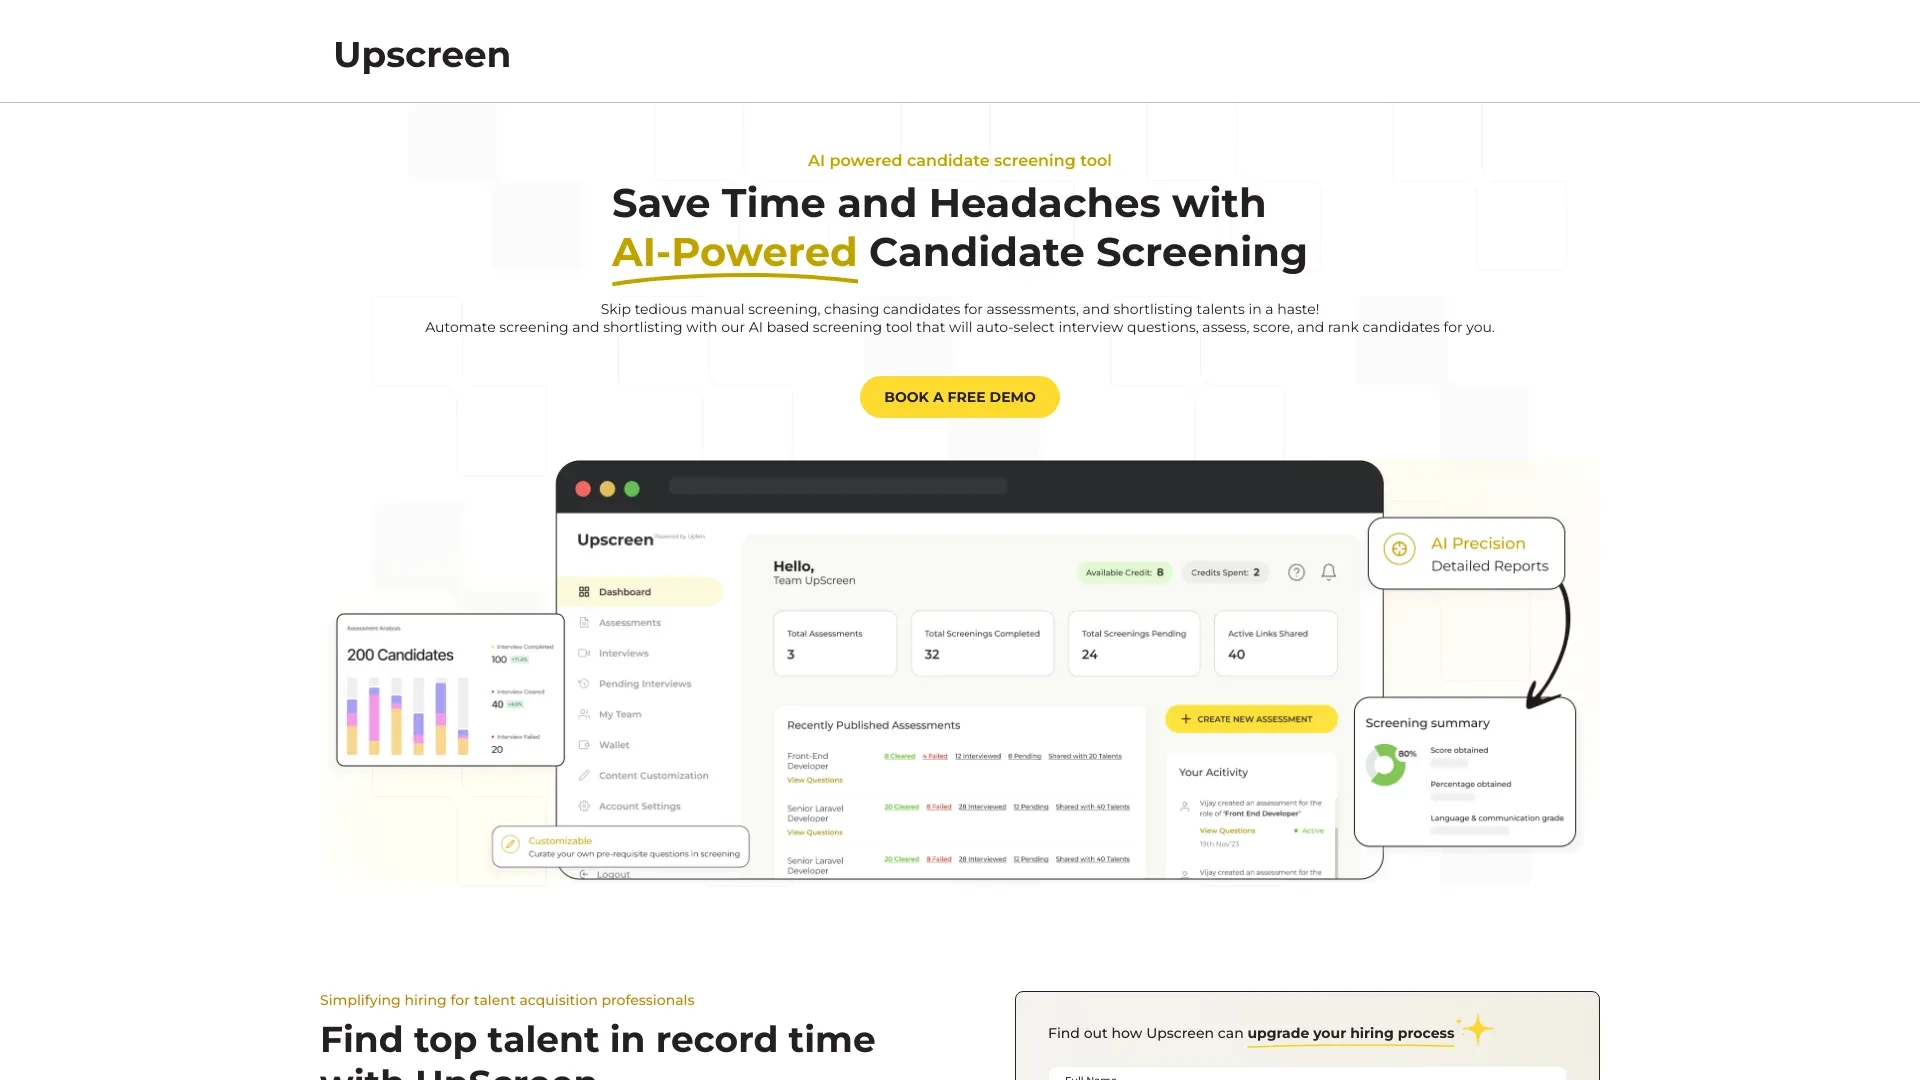 Upscreen
AI powered candidate screening tool
Save Time and Headaches with
AI-Powered Candidate Screening
Skip tedious manual screening, chasing candidates for assessments, and shortlisting talents in a haste!
Automate screening and shortlisting with our AI based screening tool that will auto-select interview questions, assess, score, and rank candidates for you.
BOOK A FREE DEMO
Upscreen Powered by Uplers
Hello,
Team UpScreen
Available Credit: 8
Credits Spent: 2
Dashboard
Assessments
Interviews
Pending Interviews
My Team
Wallet
Content Customization
Account Settings
Logout
Total Assessments
3
Total Screenings Completed
32
Total Screenings Pending
24
Active Links Shared
40
Recently Published Assessments
Front-End
Developer
View Questions
8 Cleared 4 Failed 12 Interviewed 8 Pending Shared with 20 Talents
Senior Laravel
Developer
View Questions
20 Cleared 8 Failed 28 Interviewed 12 Pending Shared with 40 Talents
Senior Laravel
Developer
20 Cleared 8 Failed 28 Interviewed 12 Pending Shared with 40 Talents
+ CREATE NEW ASSESSMENT
Your Acitivity
Vijay created an assessment for the
role of 'Front End Developer'
View Questions
Active
19th Nov'23
Vijay created an assessment for the
Assessment Analysis
200 Candidates
Interview Completed
100 +11.4%
Interview Cleared
40 +4.0%
Interview Failed
20
Customizable
Curate your own pre-requisite questions in screening
AI Precision
Detailed Reports
Screening summary
80%
Score obtained
Percentage obtained
Language & communication grade
Simplifying hiring for talent acquisition professionals
Find top talent in record time
with UpScreen
Find out how Upscreen can upgrade your hiring process
Full Name